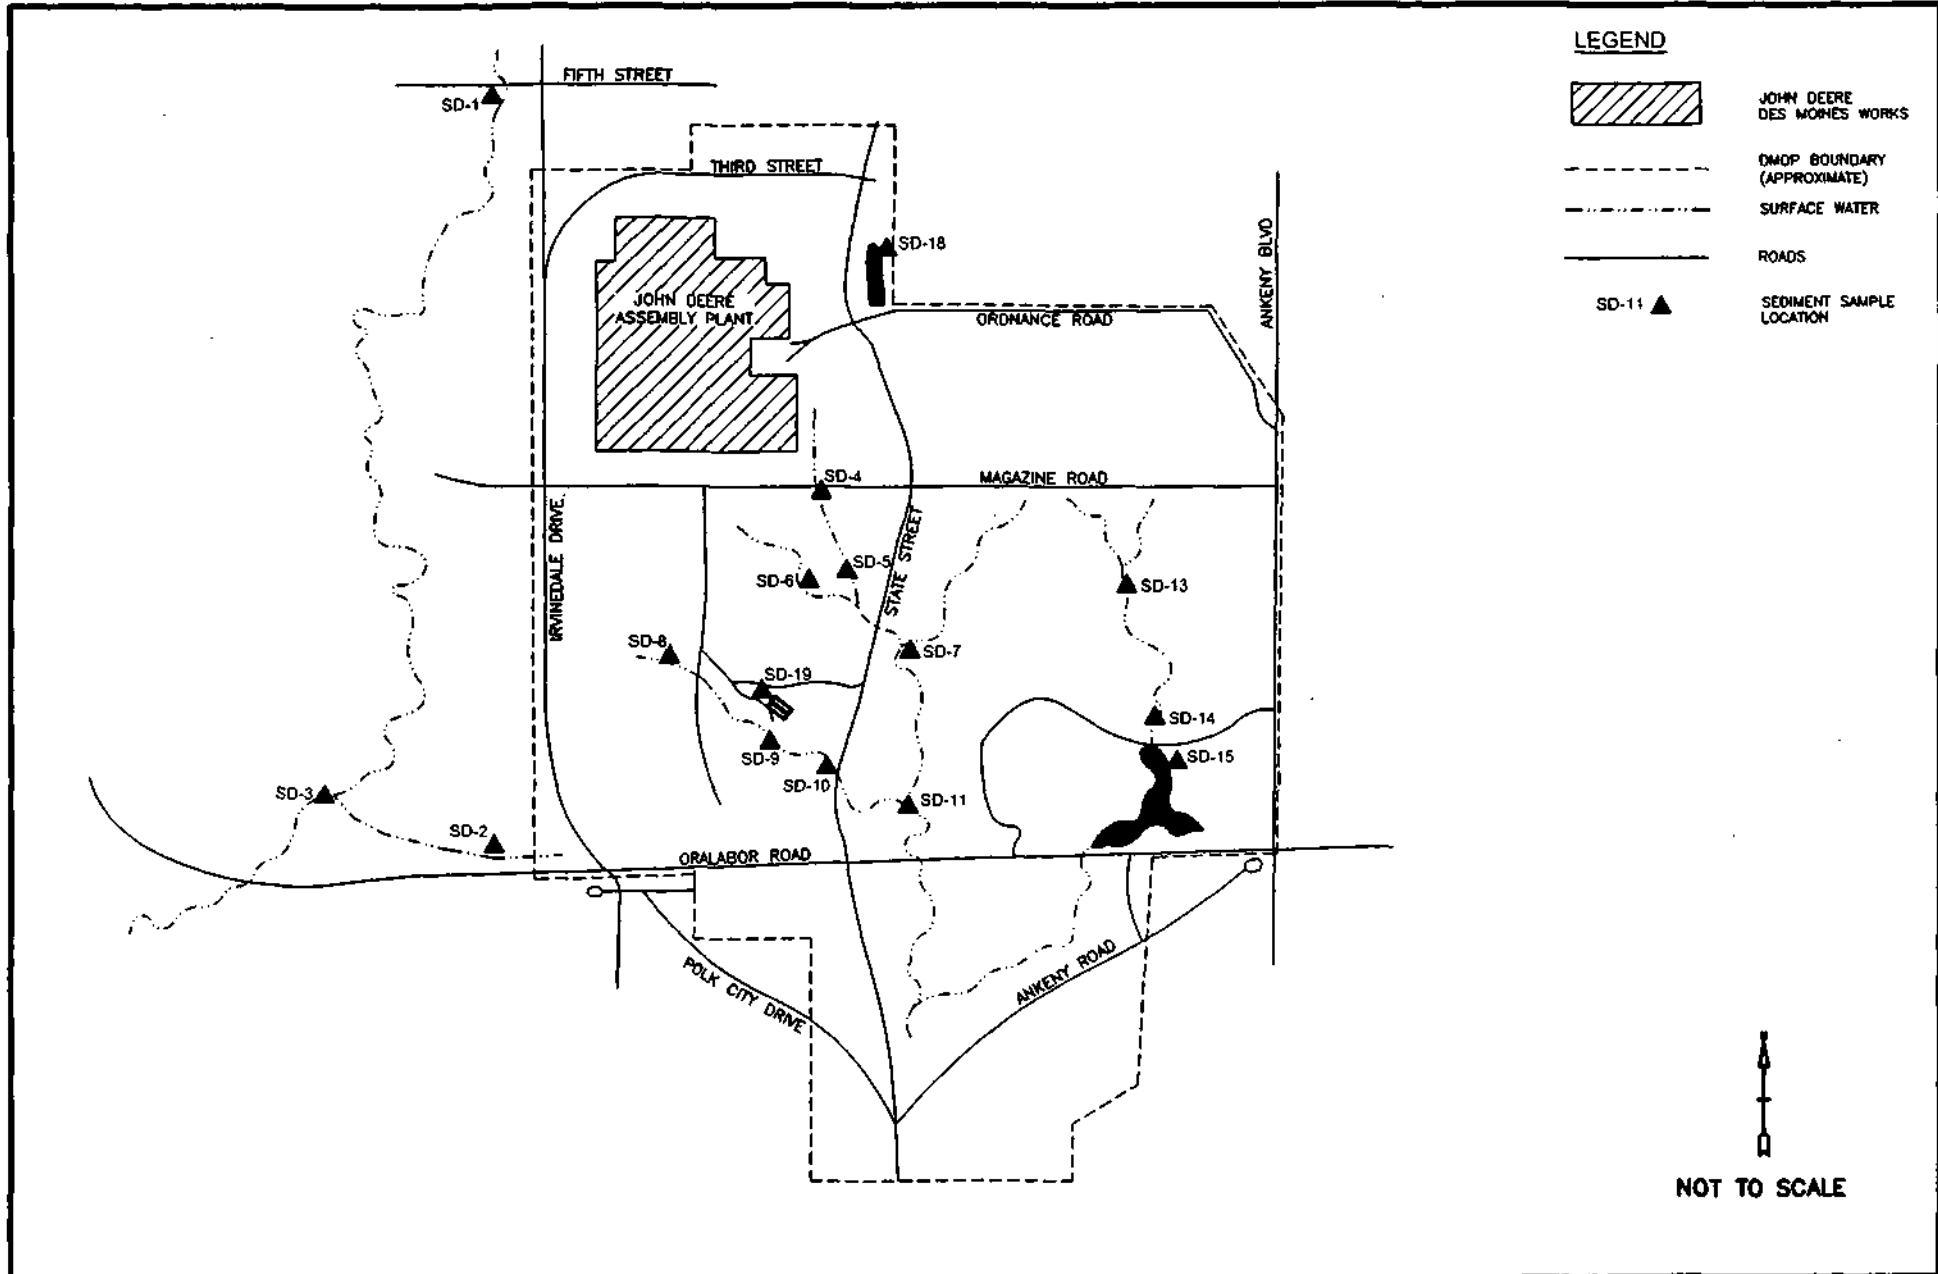 LEGEND
JOHN DEERE
DES MOINES WORKS
DMOP BOUNDARY
(APPROXIMATE)
SURFACE WATER
ROADS
SD-11
SEDIMENT SAMPLE
LOCATION
FIFTH STREET
SD-1
THIRD STREET
SD-18
ANKENY BLVD
JOHN DEERE
ASSEMBLY PLANT
ORDNANCE ROAD
SD-4
MAGAZINE ROAD
IRVINEDALE DRIVE
STATE STREET
SD-5
SD-6
SD-13
SD-8
SD-7
SD-19
SD-14
SD-9
SD-15
SD-10
SD-3
SD-11
SD-2
ORALABOR ROAD
POLK CITY DRIVE
ANKENY ROAD
NOT TO SCALE